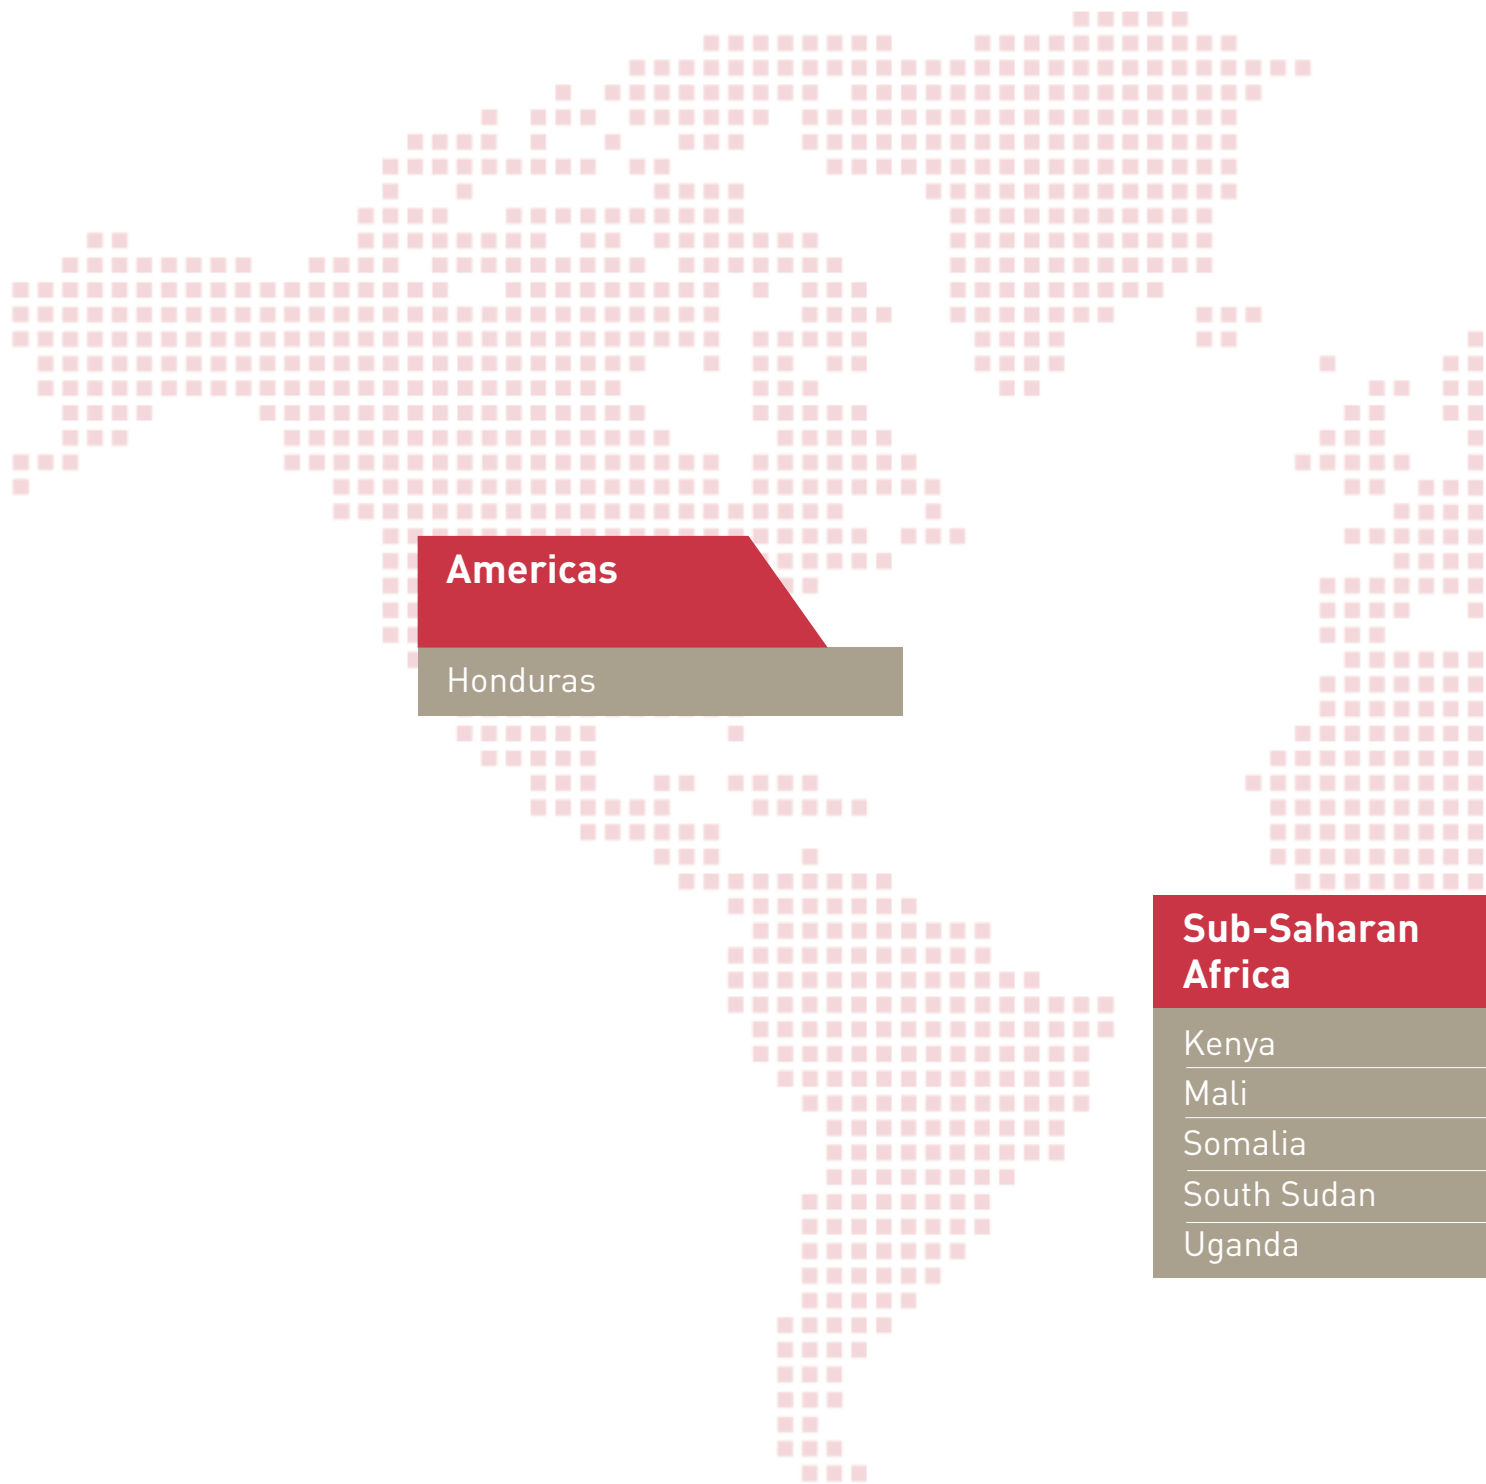 Americas
Honduras
Sub-Saharan
Africa
Kenya
Mali
Somalia
South Sudan
Uganda